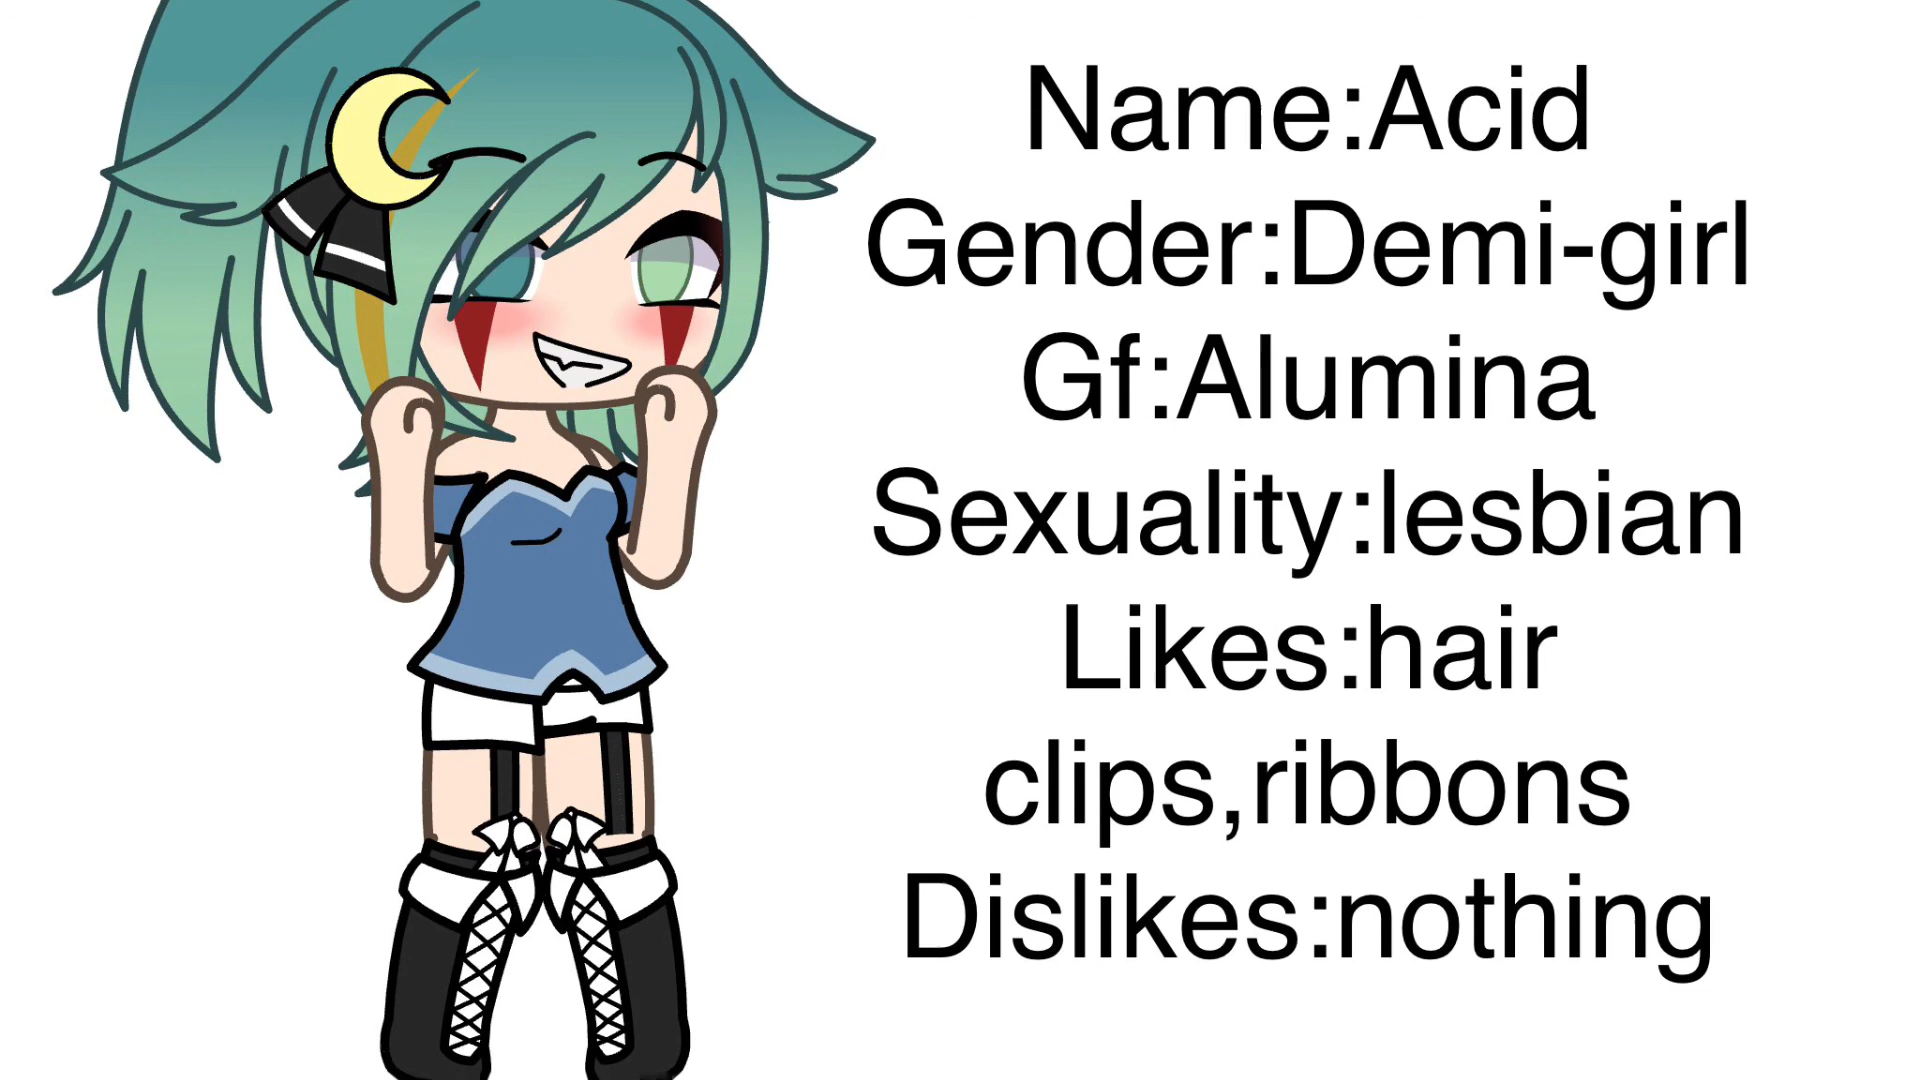 Name:Acid
Gender:Demi-girl
Gf:Alumina
Sexuality:lesbian
Likes:hair
clips,ribbons
Dislikes:nothing